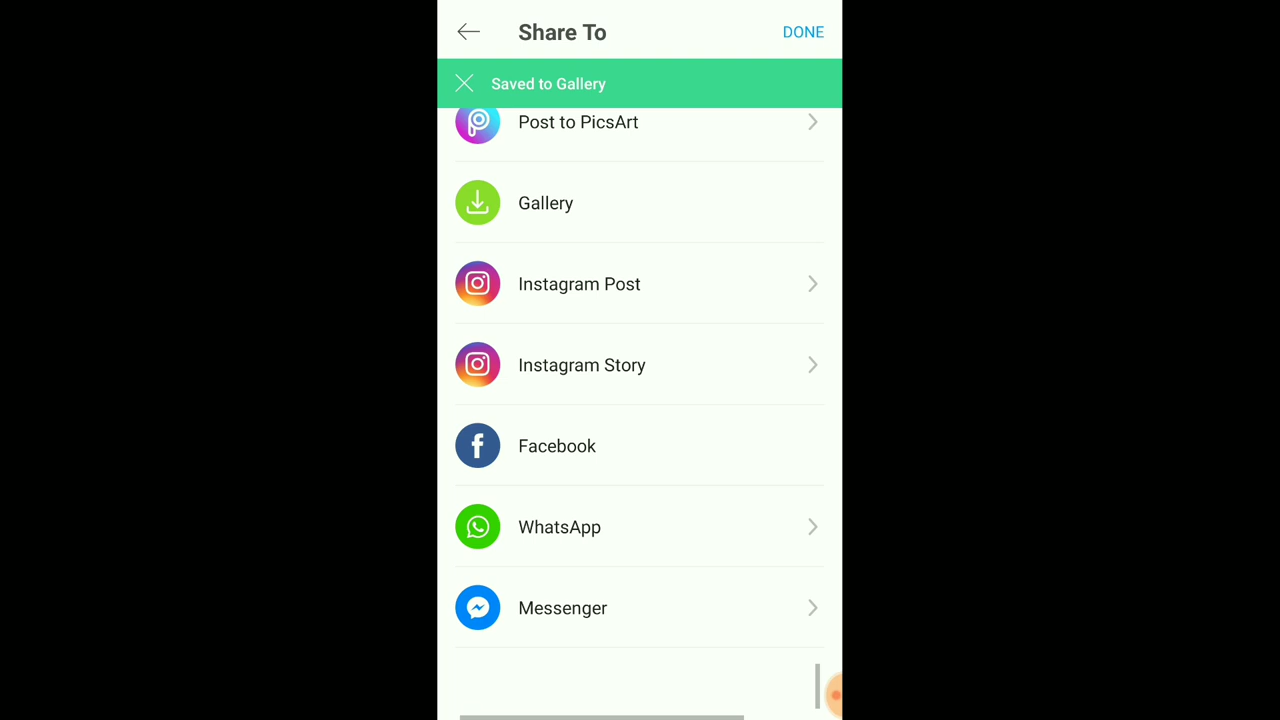 Share To
DONE
Saved to Gallery
Post to PicsArt
Gallery
Instagram Post
Instagram Story
Facebook
WhatsApp
Messenger